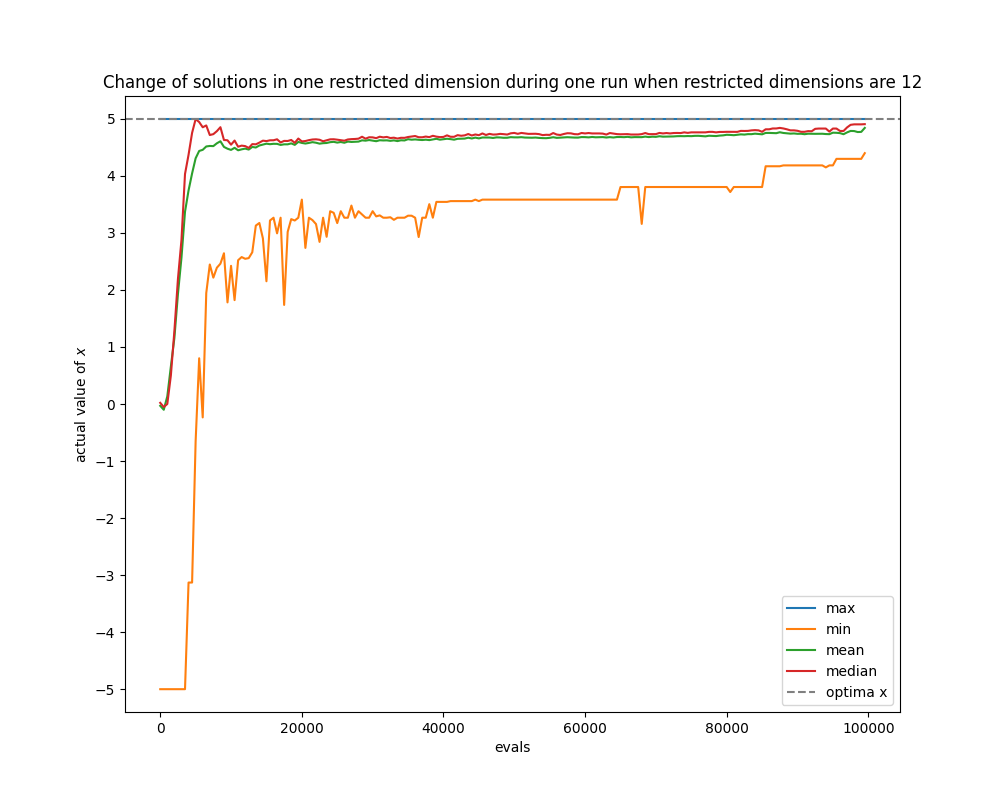 Change of solutions in one restricted dimension during one run when restricted dimensions are 12
5
4
3
2
1
0
−1
−2
−3
−4
−5
actual value of x
0 20000 40000 60000 80000 100000
evals
max
min
mean
median
optima x